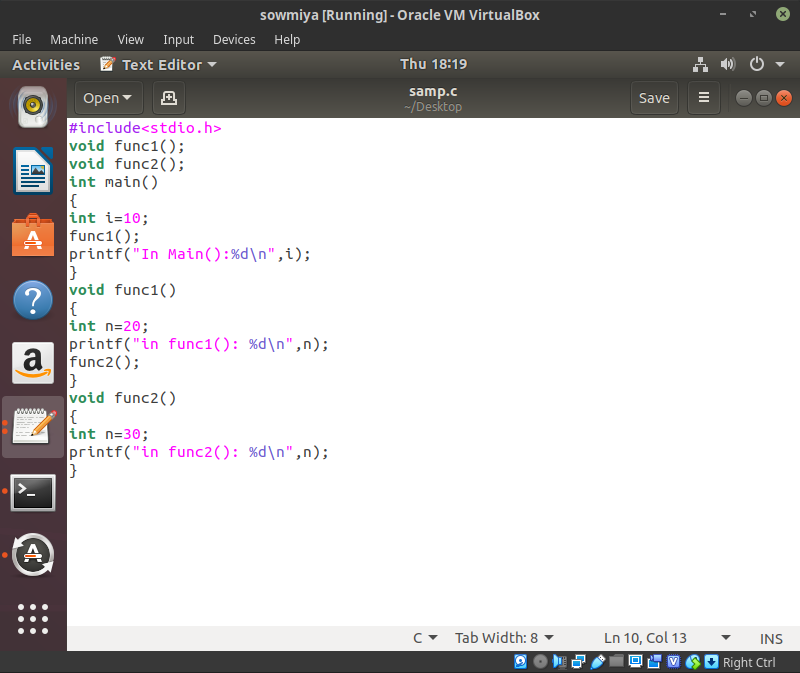 sowmiya [Running] - Oracle VM VirtualBox
File Machine View Input Devices Help
Activities Text Editor Thu 18:19
Open samp.c Save
~/Desktop
#include<stdio.h>
void func1();
void func2();
int main()
{
int i=10;
func1();
printf("In Main():%d\n",i);
}
void func1()
{
int n=20;
printf("in func1(): %d\n",n);
func2();
}
void func2()
{
int n=30;
printf("in func2(): %d\n",n);
}
C Tab Width: 8 Ln 10, Col 13 INS
Right Ctrl